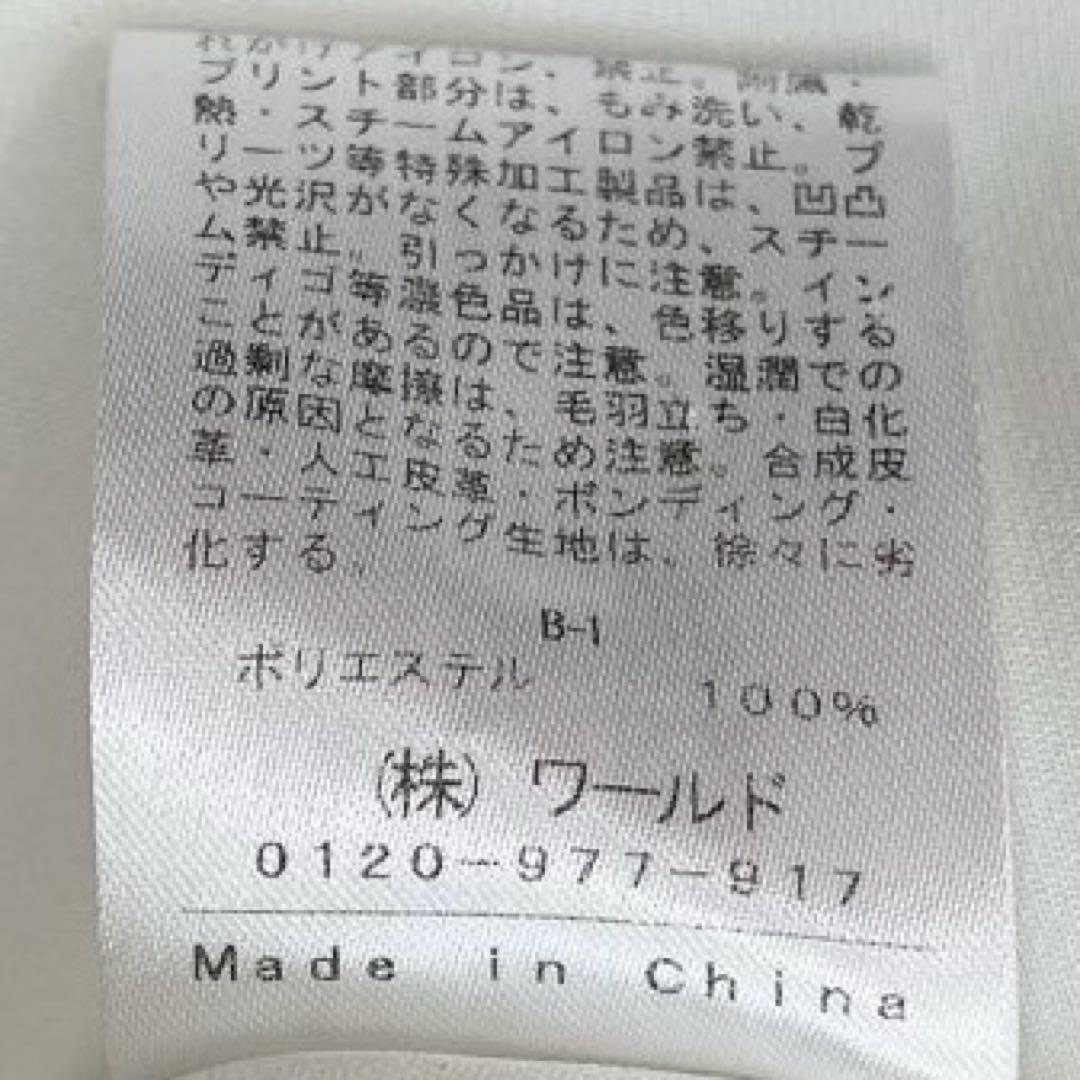 プリント部分は、もみ洗い、乾
熱・スチームアイロン禁止。プ
リーツ等特殊加工製品は、凹凸
や光沢がなくなるため、スチー
ム禁止。引っかけに注意。イン
ディゴ等濃色品は、色移りする
ことがあるので注意。湿潤での
過剰な摩擦は、毛羽立ち・白化
の原因となるため注意。合成皮
革・人工皮革・ボンディング・
コーティング生地は、徐々に劣
化する。
B-1
ポリエステル 100%
(株) ワールド
0120-977-917
Made in China